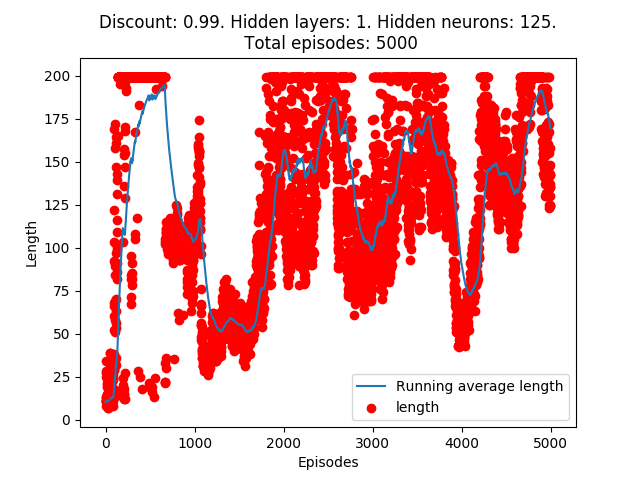 Discount: 0.99. Hidden layers: 1. Hidden neurons: 125.
Total episodes: 5000
200
175
150
125
100
75
50
25
0
Length
0 1000 2000 3000 4000 5000
Episodes
Running average length
length